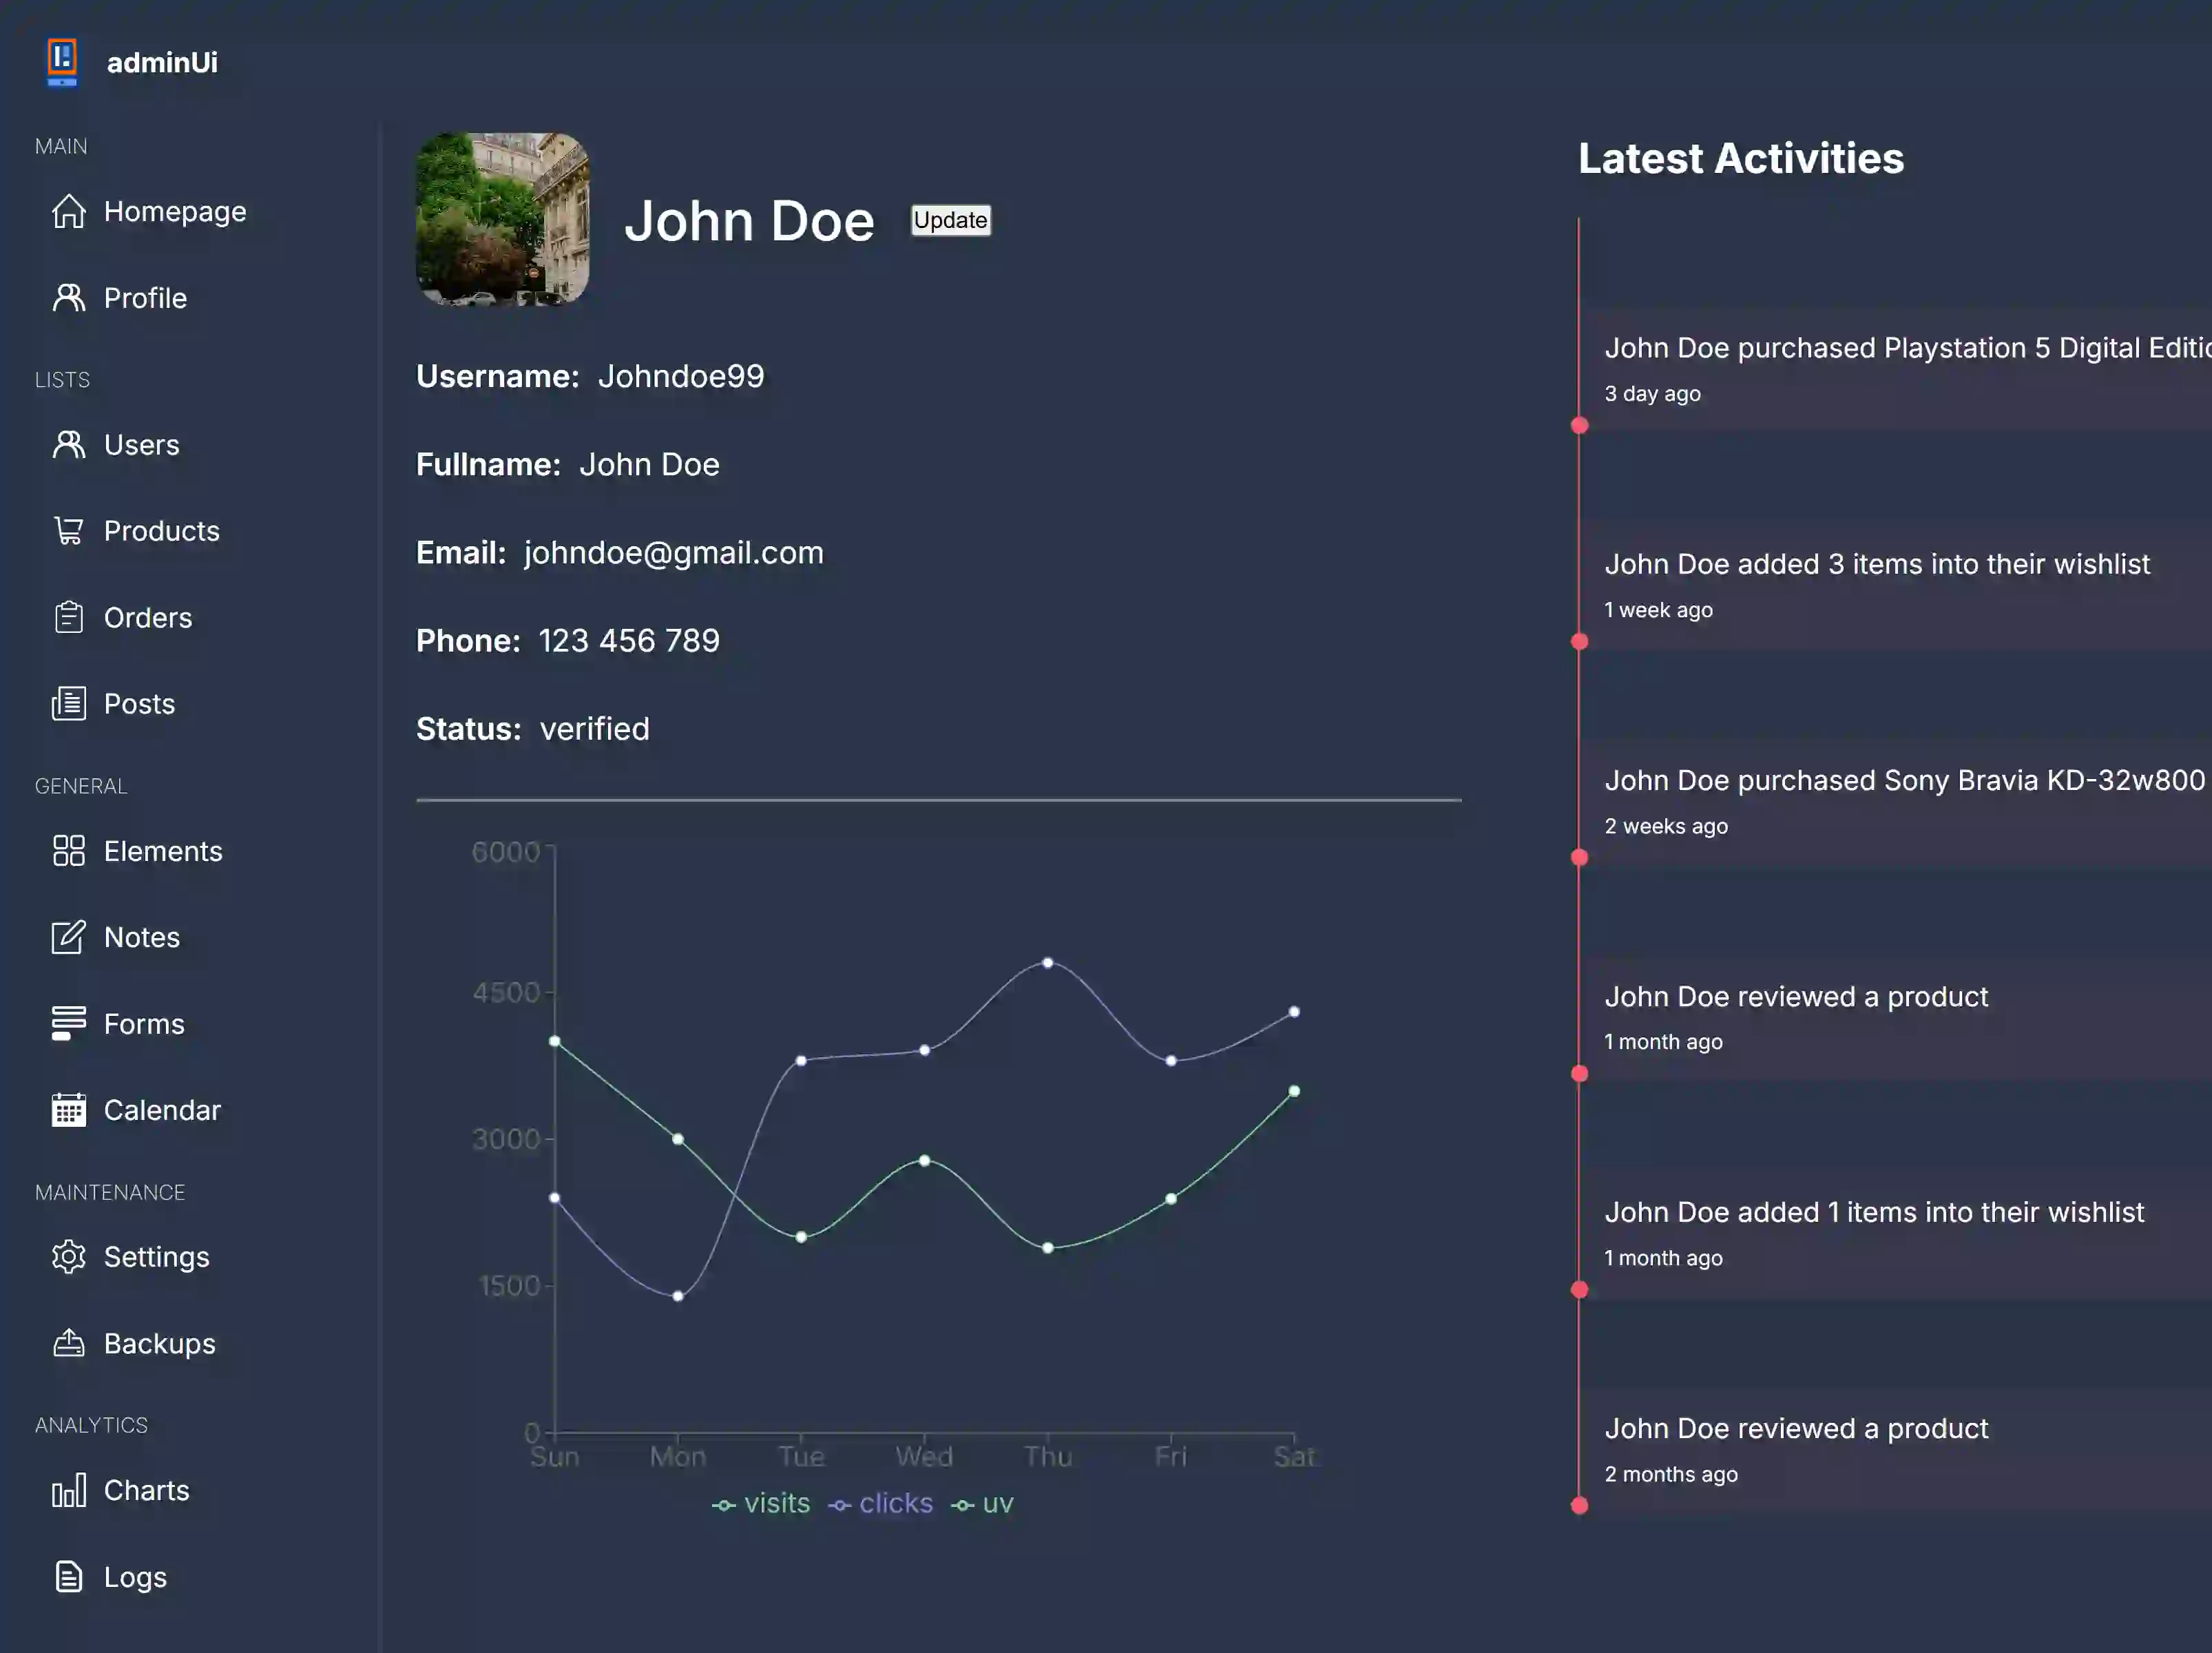 adminUi
MAIN
Homepage
Profile
LISTS
Users
Products
Orders
Posts
GENERAL
Elements
Notes
Forms
Calendar
MAINTENANCE
Settings
Backups
ANALYTICS
Charts
Logs
John Doe
Update
Username: Johndoe99
Fullname: John Doe
Email: johndoe@gmail.com
Phone: 123 456 789
Status: verified
6000
4500
3000
1500
0
Sun Mon Tue Wed Thu Fri Sat
visits clicks uv
Latest Activities
John Doe purchased Playstation 5 Digital
3 day ago
John Doe added 3 items into their wishlist
1 week ago
John Doe purchased Sony Bravia KD-32w800
2 weeks ago
John Doe reviewed a product
1 month ago
John Doe added 1 items into their wishlist
1 month ago
John Doe reviewed a product
2 months ago